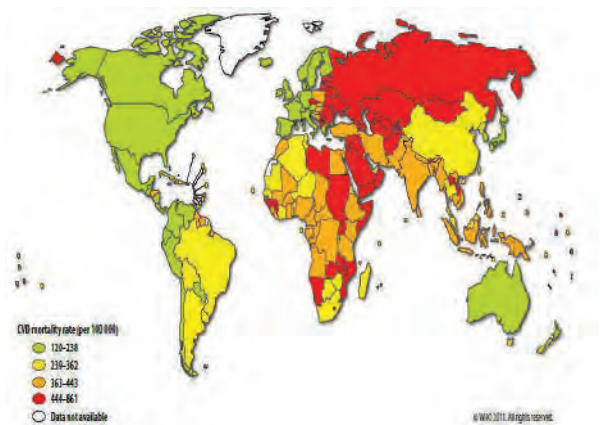 CVD mortality rate (per 100 000)
120–238
239–362
363–443
444–861
Data not available
© WHO 2011. All rights reserved.